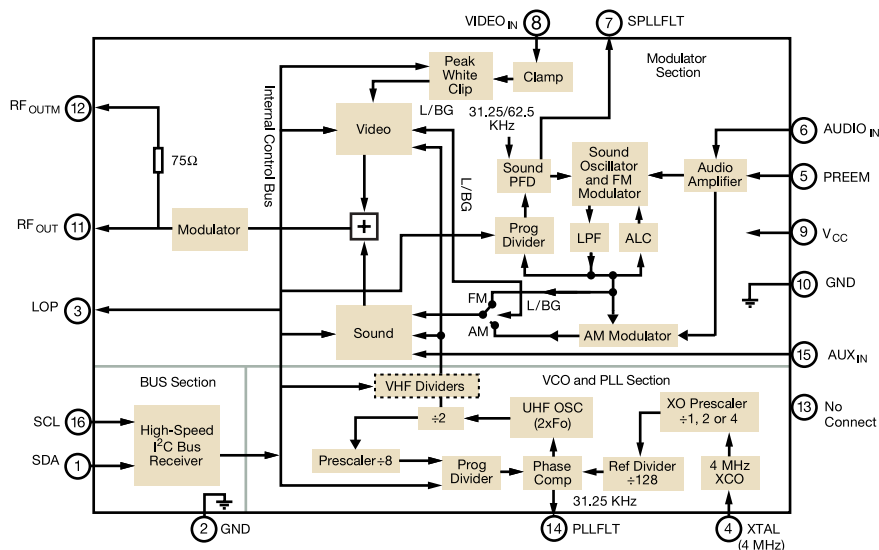 VIDEO IN
8
7
SPLLFLT
Modulator
Section
Peak
White
Clip
Clamp
Internal Control Bus
L/BG
31.25/62.5
KHz
RF OUTM
12
75Ω
Video
L/BG
Sound
PFD
Sound
Oscillator
and FM
Modulator
Audio
Amplifier
6
AUDIO IN
5
PREEM
RF OUT
11
Modulator
+
Prog
Divider
LPF
ALC
9
VCC
10
GND
LOP
3
FM
L/BG
AM
Sound
AM Modulator
15
AUX IN
BUS Section
VHF Dividers
VCO and PLL Section
13
No
Connect
SCL
16
SDA
1
High-Speed
I²C Bus
Receiver
÷2
UHF OSC
(2xFo)
XO Prescaler
÷1, 2 or 4
Prescaler÷8
Prog
Divider
Phase
Comp
Ref Divider
÷128
4 MHz
XCO
31.25 KHz
2
GND
14
PLLFLT
4
XTAL
(4 MHz)